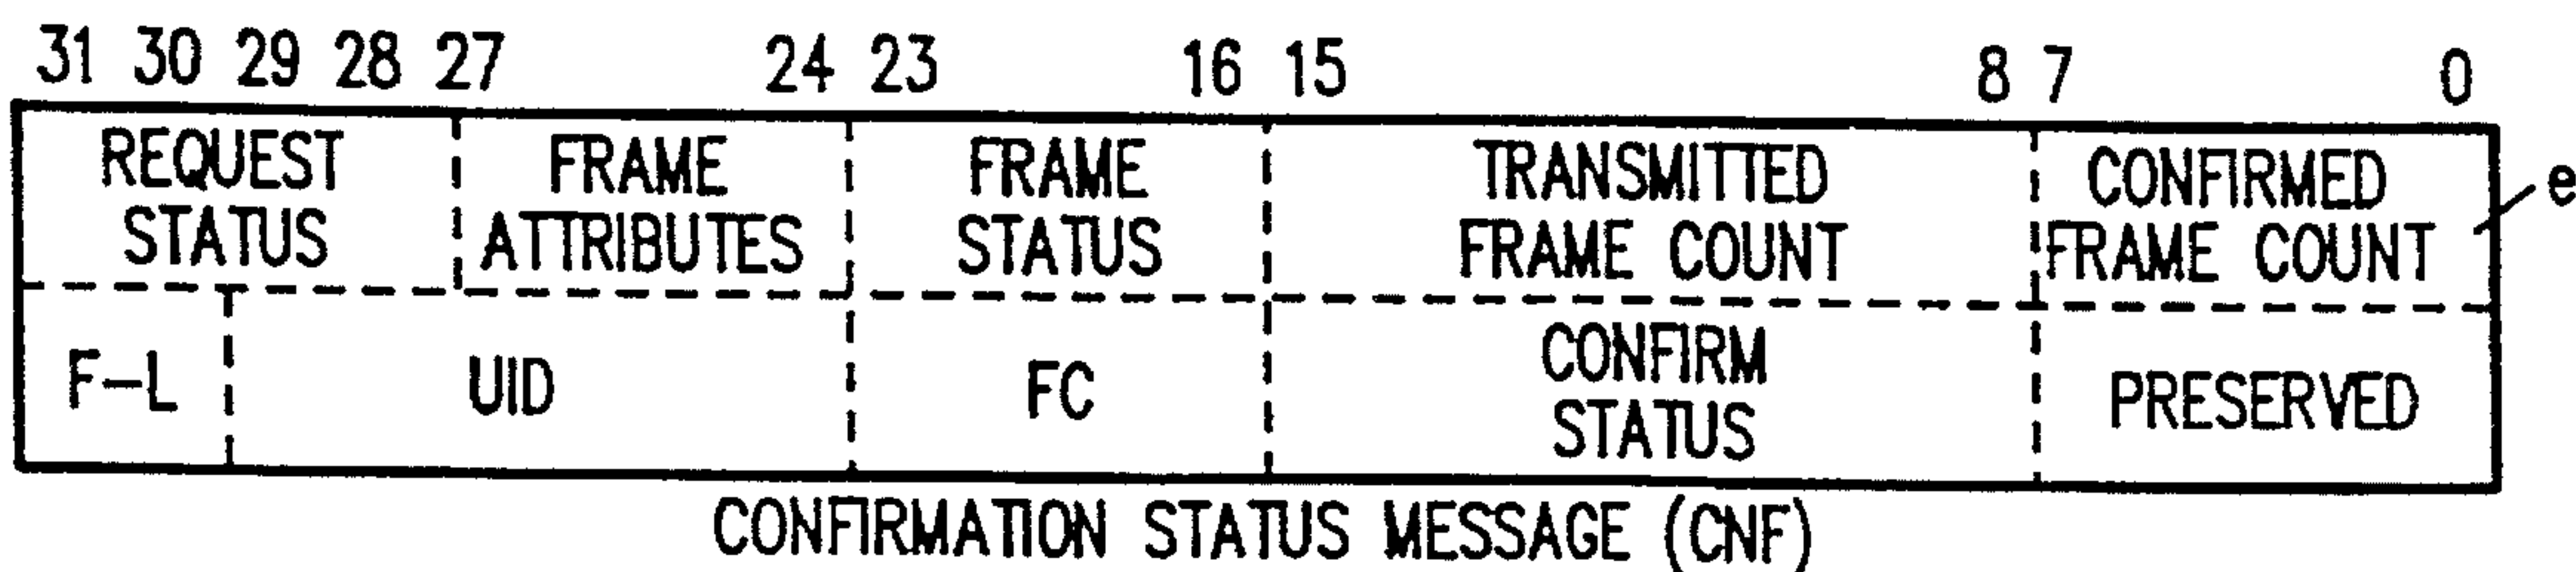 31 30 29 28 27 24 23 16 15 8 7 0
REQUEST STATUS
FRAME ATTRIBUTES
FRAME STATUS
TRANSMITTED FRAME COUNT
CONFIRMED FRAME COUNT
e
F-L UID FC
CONFIRM STATUS
PRESERVED
CONFIRMATION STATUS MESSAGE (CNF)